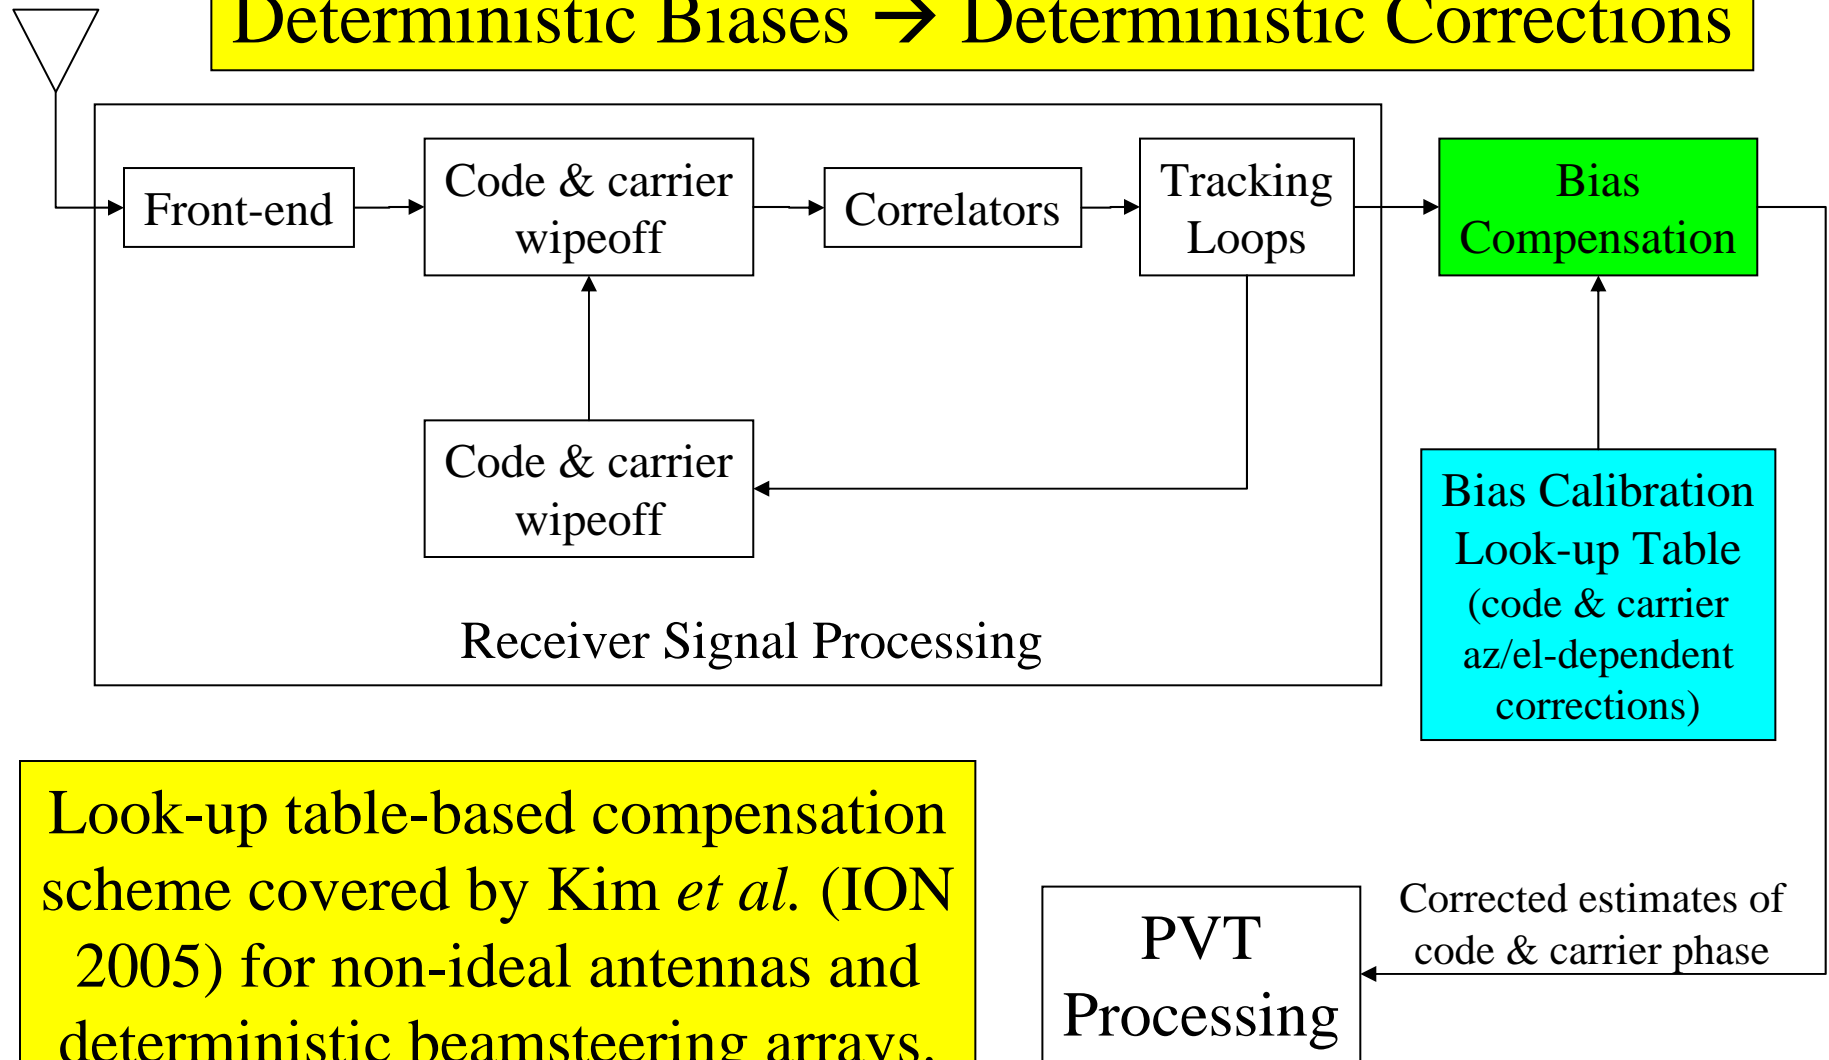 Deterministic Biases → Deterministic Corrections
Front-end
Code & carrier
wipeoff
Correlators
Tracking
Loops
Bias
Compensation
Code & carrier
wipeoff
Bias Calibration
Look-up Table
(code & carrier
az/el-dependent
corrections)
Receiver Signal Processing
Look-up table-based compensation
scheme covered by Kim et al. (ION
2005) for non-ideal antennas and
deterministic beamsteering arrays.
Corrected estimates of
code & carrier phase
PVT
Processing